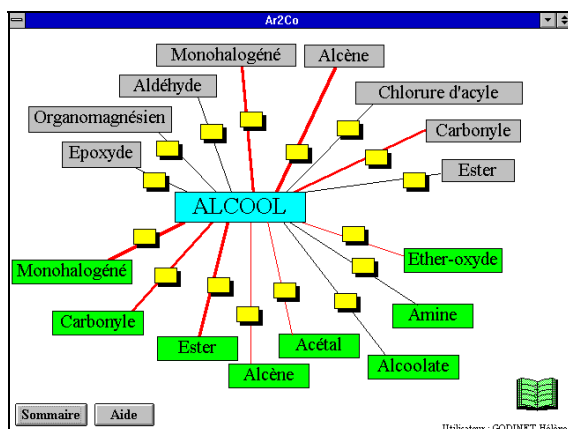 Ar2Co
Monohalogéné
Alcène
Aldéhyde
Chlorure d'acyle
Organomagnésien
Carbonyle
Epoxyde
Ester
ALCOOL
Monohalogéné
Ether-oxyde
Carbonyle
Amine
Ester
Acétal
Alcène
Alcoolate
Sommaire
Aide
Utilisateur : GODINET Hélène